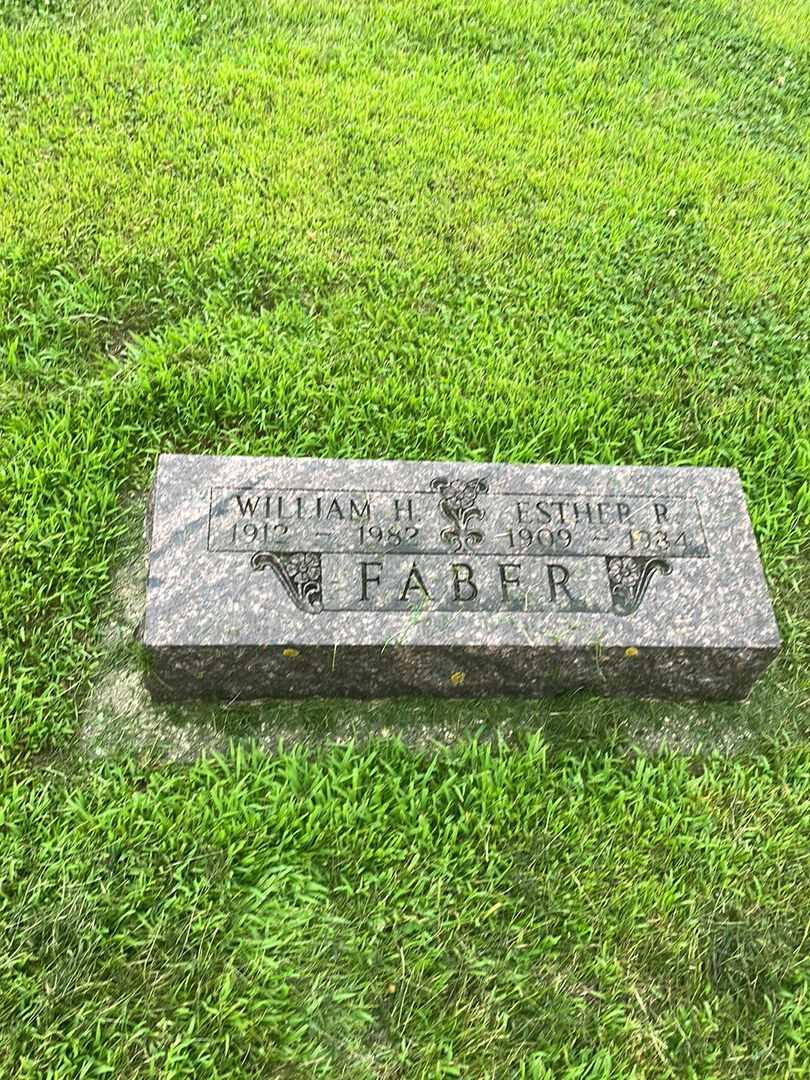 WILLIAM H. ESTHER R.
1912 - 1982 1909 - 1984
FABER